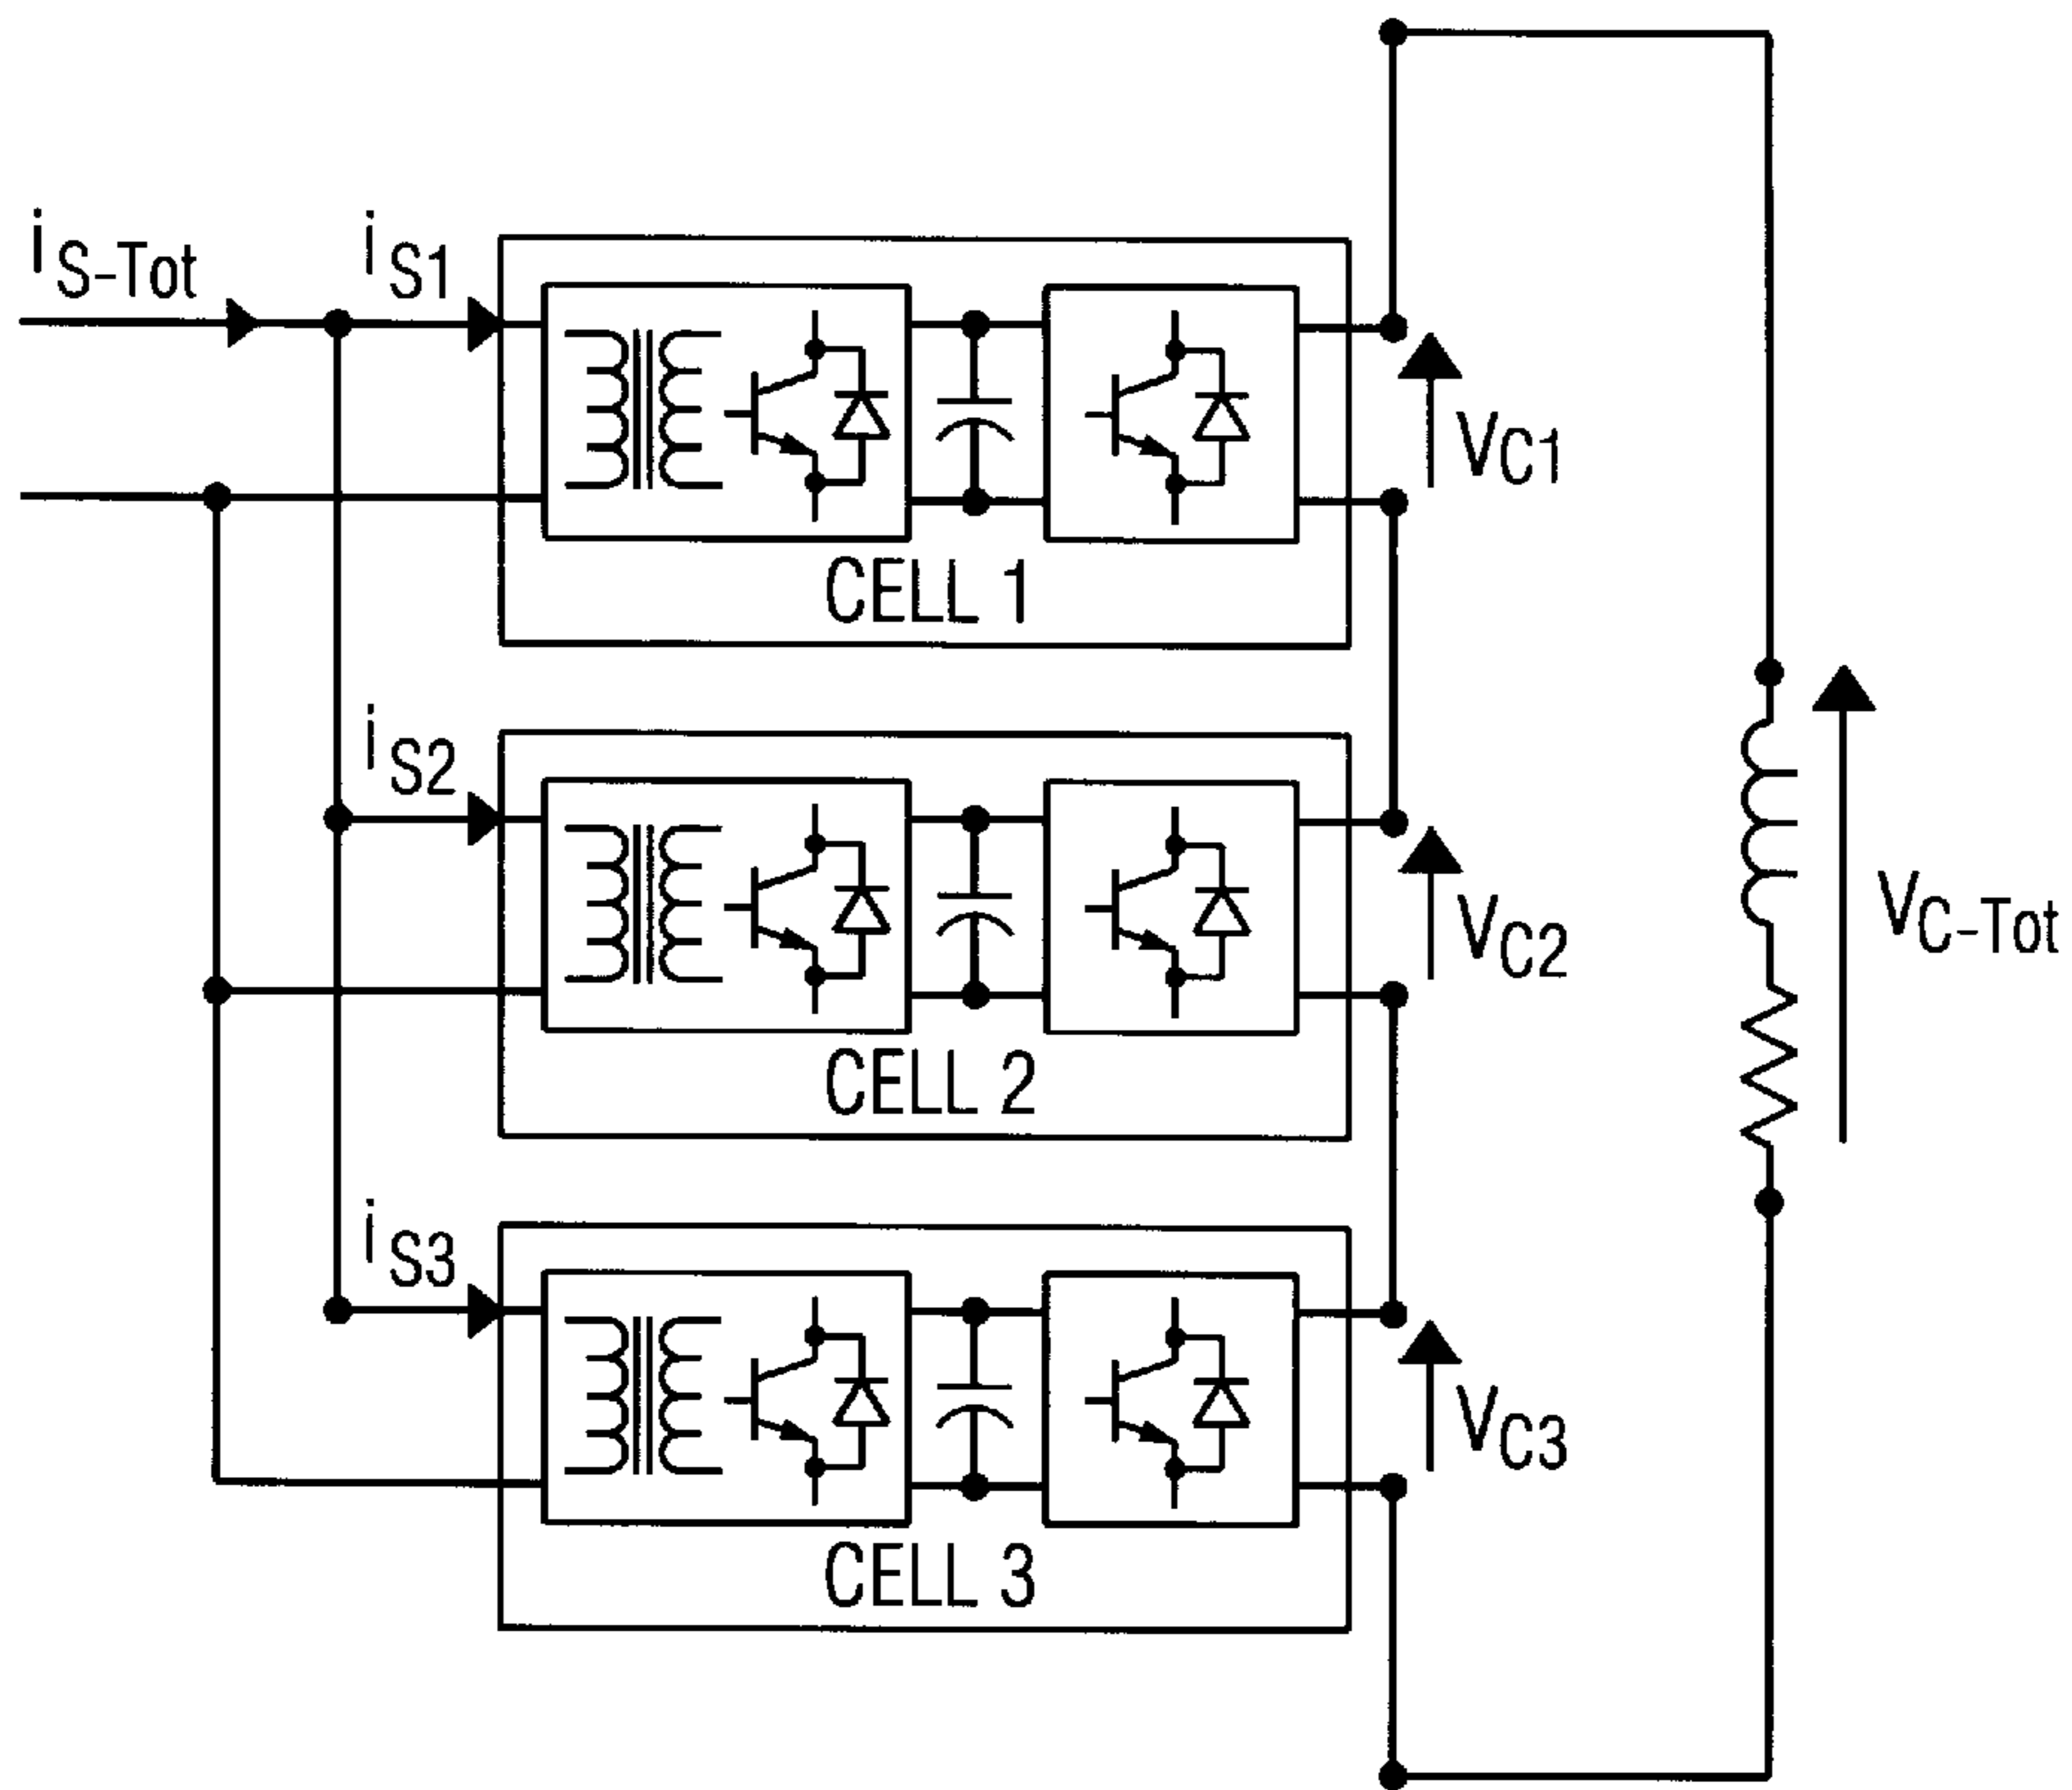 iS-Tot
iS1
VC1
CELL 1
iS2
VC2
VC-Tot
CELL 2
iS3
VC3
CELL 3